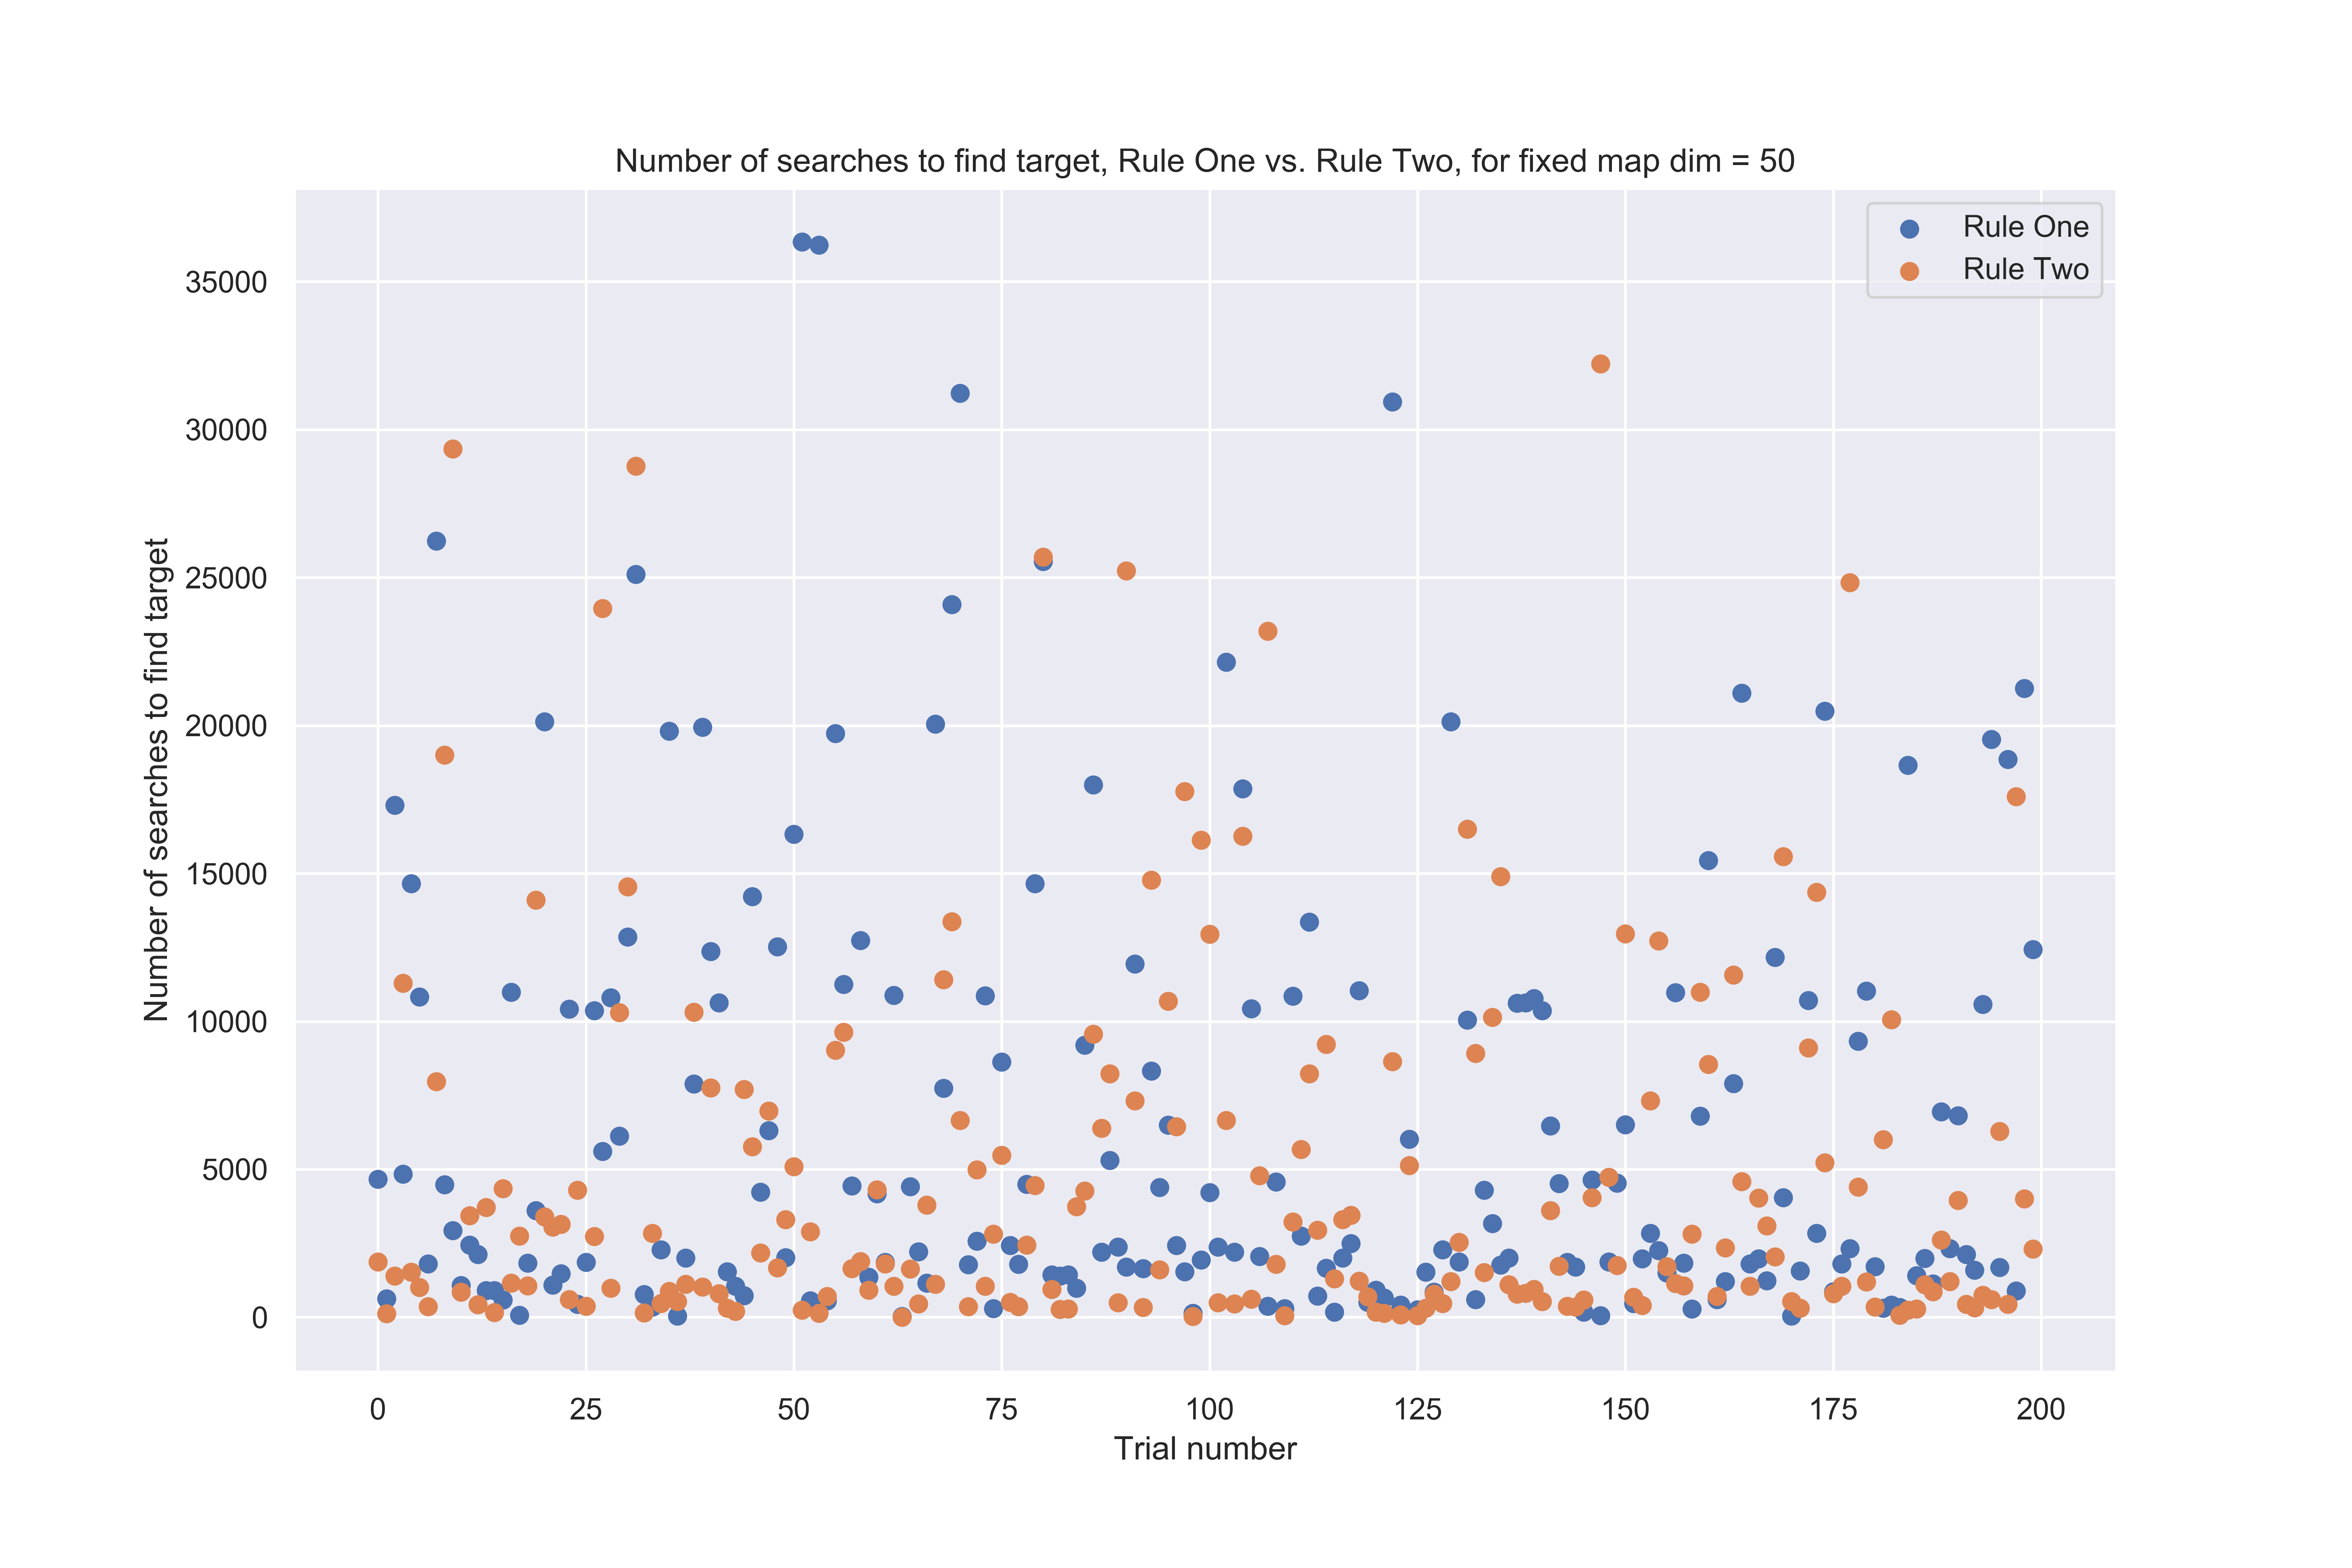 Number of searches to find target, Rule One vs. Rule Two, for fixed map dim = 50
Rule One
Rule Two
Number of searches to find target
35000
30000
25000
20000
15000
10000
5000
0
0 25 50 75 100 125 150 175 200
Trial number